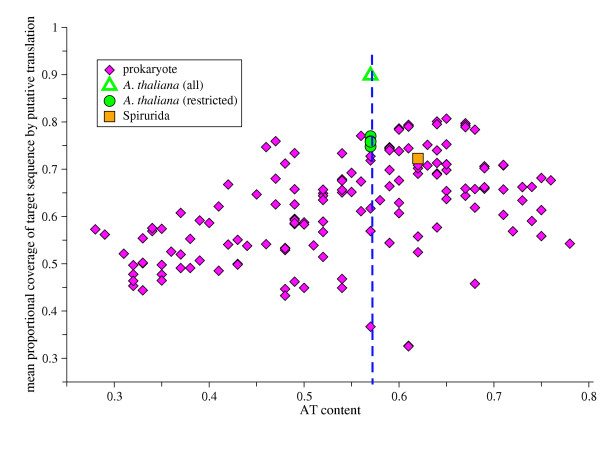 mean proportional coverage of target sequence by putative translation
1
0.9
0.8
0.7
0.6
0.5
0.4
0.3
prokaryote
A. thaliana (all)
A. thaliana (restricted)
Spirurida
0.3
0.4
0.5
0.6
0.7
0.8
AT content